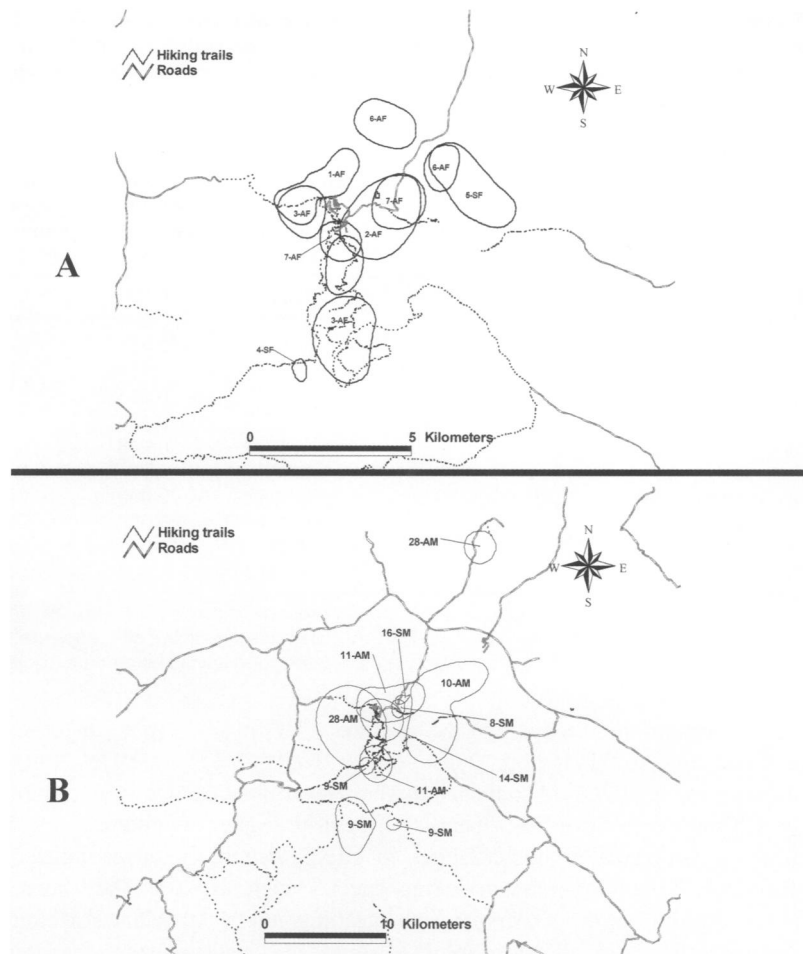 Hiking trails
Roads
N
W E
S
6-AF
1-AF
6-AF
5-SF
3-AF
7-AF
2-AF
7-AF
3-AF
4-SF
A
0 5 Kilometers
Hiking trails
Roads
N
W E
S
28-AM
16-SM
11-AM
10-AM
28-AM
8-SM
14-SM
9-SM
11-AM
9-SM
9-SM
B
0 10 Kilometers